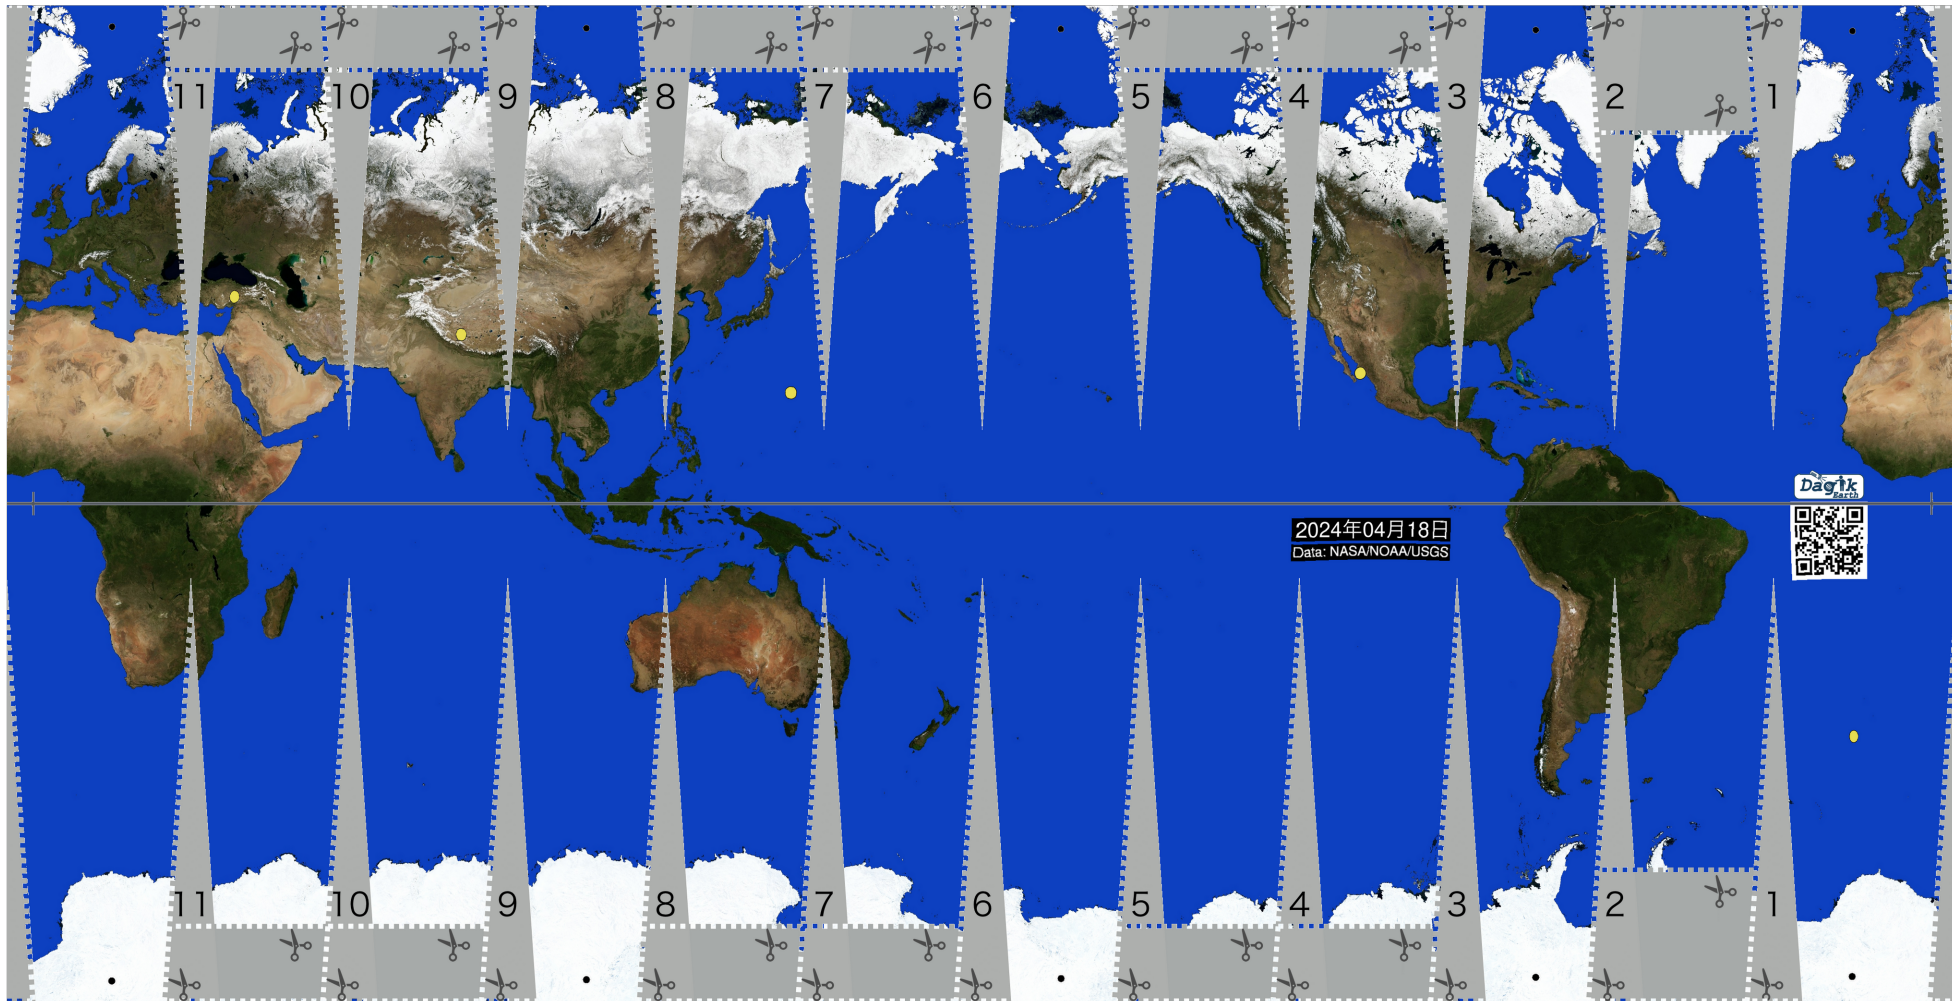 11 10 9 8 7 6 5 4 3 2 1
Dagik
Earth
2024年04月18日
Data: NASA/NOAA/USGS
11 10 9 8 7 6 5 4 3 2 1